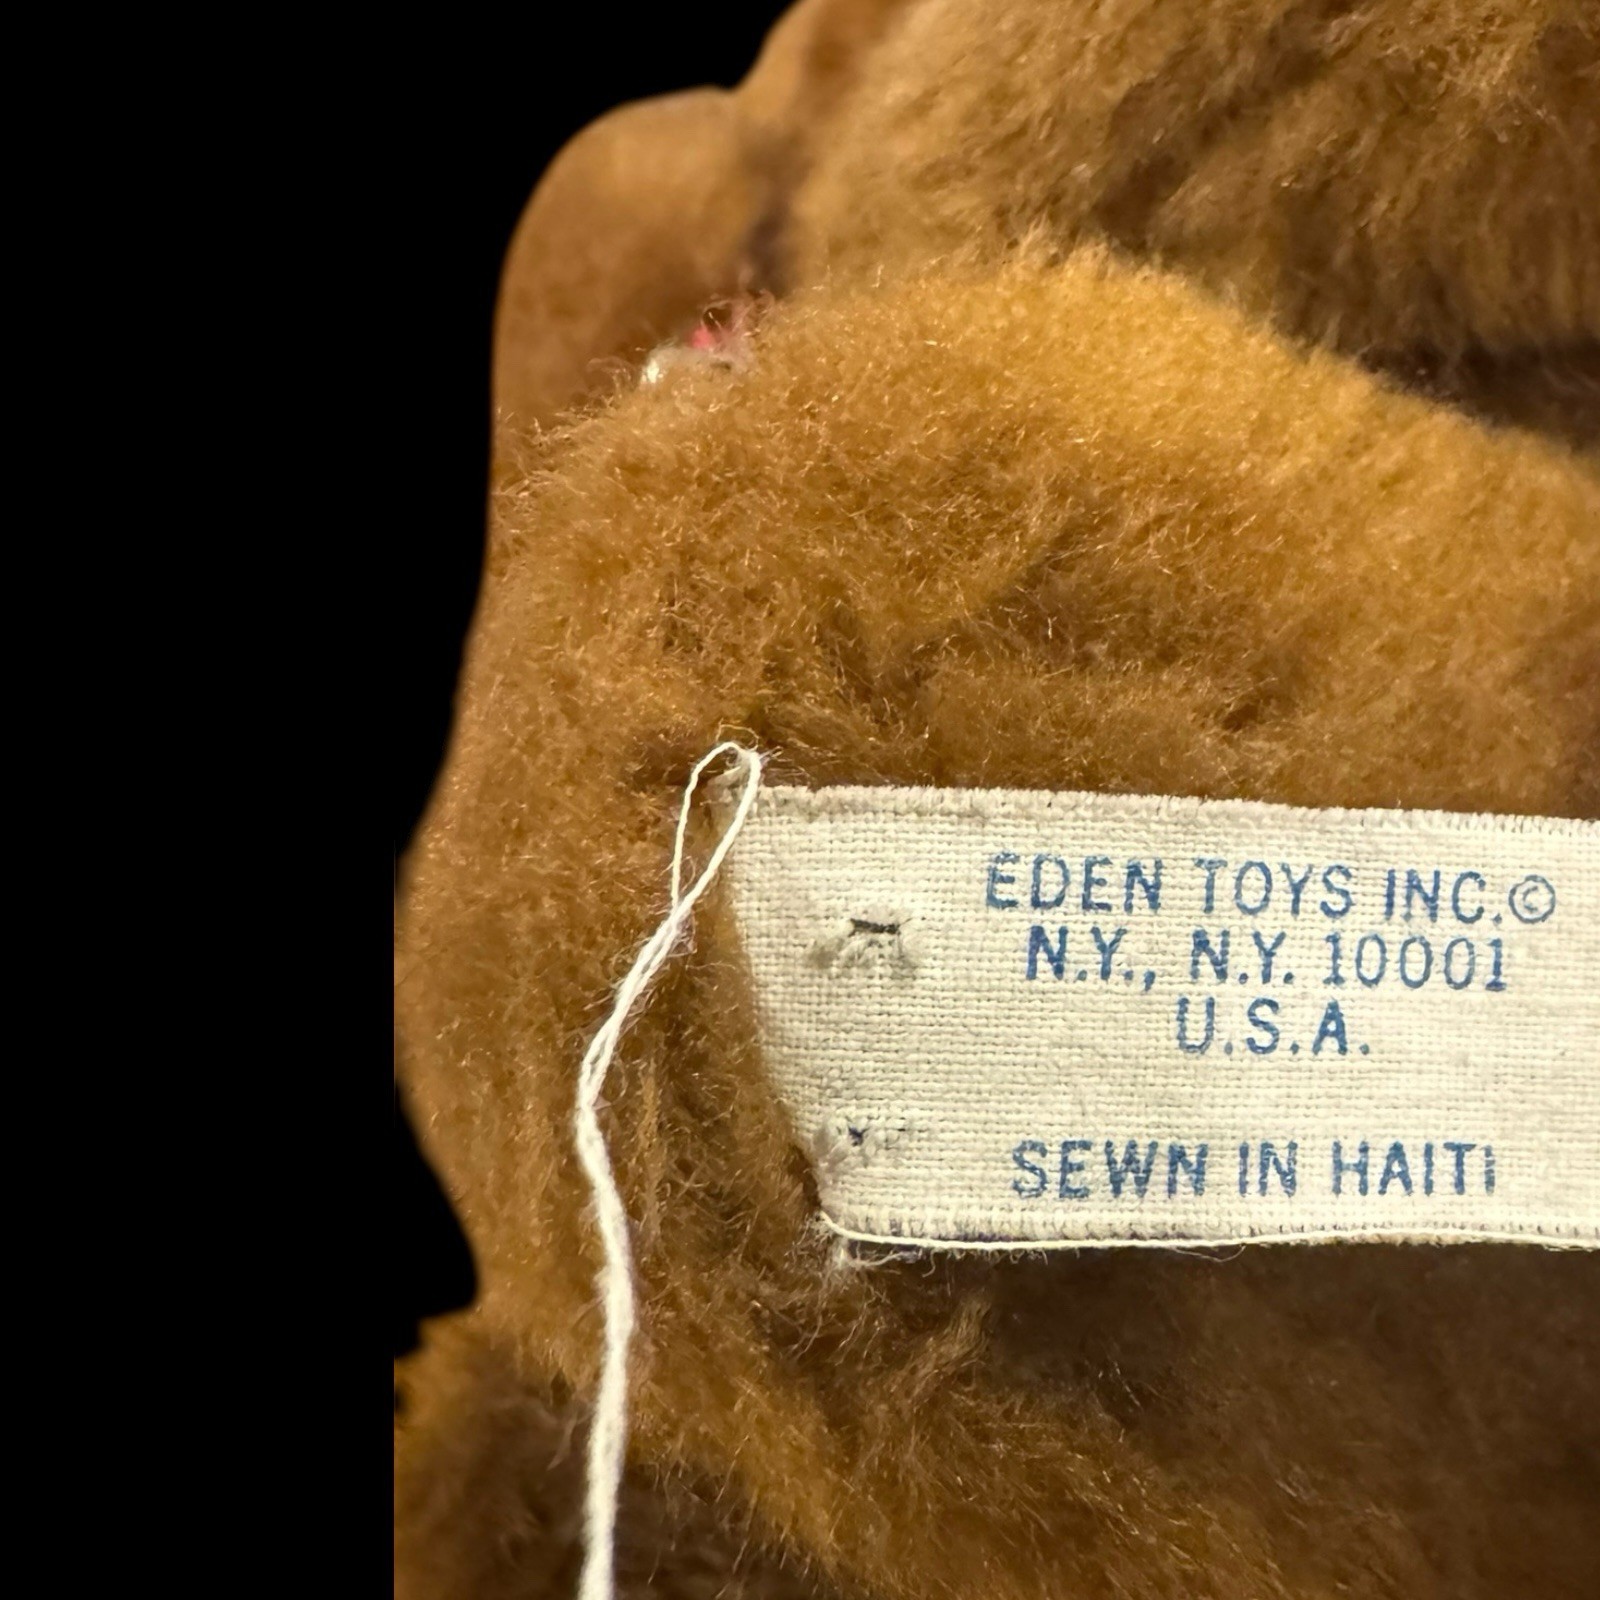 EDEN TOYS INC.©
N.Y., N.Y. 10001
U.S.A.
SEWN IN HAITI